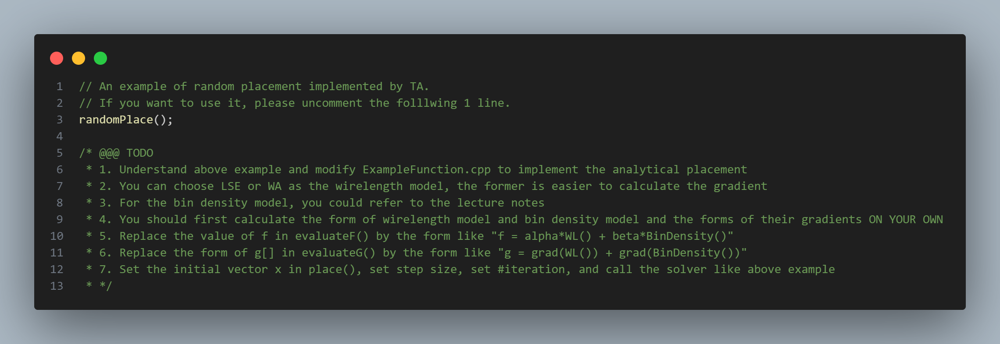 1 // An example of random placement implemented by TA.
2 // If you want to use it, please uncomment the folllwing 1 line.
3 randomPlace();
4
5 /* @@@ TODO
6  * 1. Understand above example and modify ExampleFunction.cpp to implement the analytical placement
7  * 2. You can choose LSE or WA as the wirelength model, the former is easier to calculate the gradient
8  * 3. For the bin density model, you could refer to the lecture notes
9  * 4. You should first calculate the form of wirelength model and bin density model and the forms of their gradients ON YOUR OWN
10  * 5. Replace the value of f in evaluateF() by the form like "f = alpha*WL() + beta*BinDensity()"
11  * 6. Replace the form of g[] in evaluateG() by the form like "g = grad(WL()) + grad(BinDensity())"
12  * 7. Set the initial vector x in place(), set step size, set #iteration, and call the solver like above example
13  * */